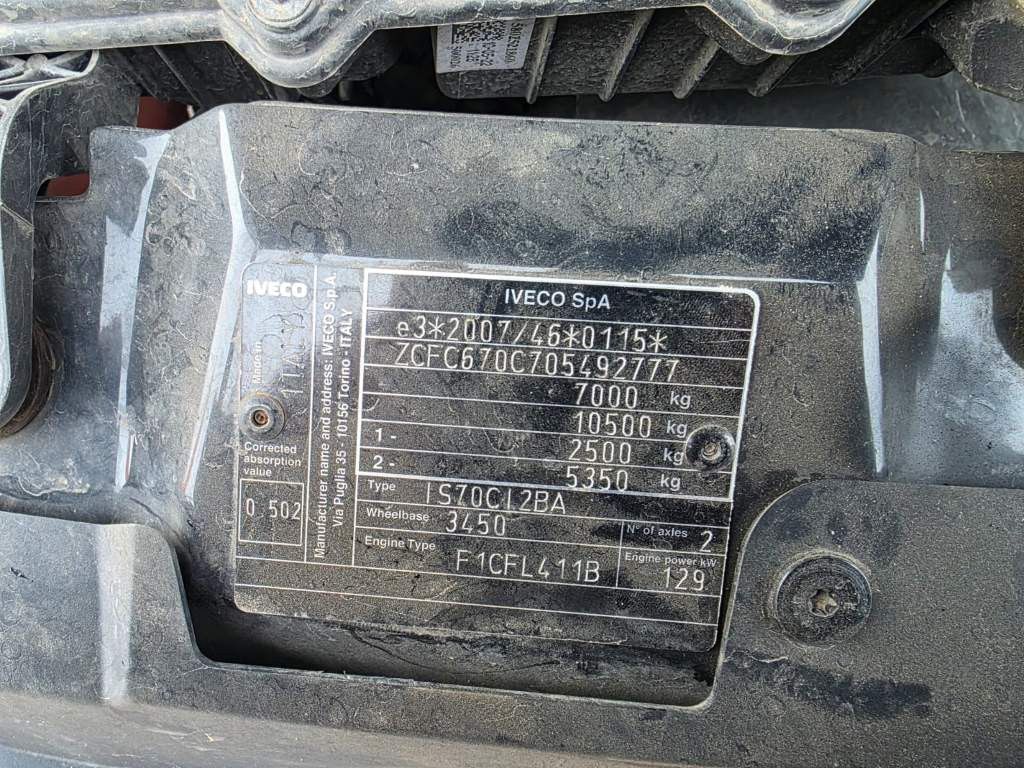 IVECO
Made in
ITALY
Manufacturer name and address: IVECO S.p.A.
Via Puglia 35 - 10156 Torino - ITALY
IVECO SpA
e3*2007/46*0115*
ZCFC670C705492777
7000 kg
10500 kg
1- 2500 kg
2- 5350 kg
Corrected
absorption
value
0 502
Type IS70CI2BA
Wheelbase 3450
N° of axles 2
Engine Type F1CFL411B
Engine power kW
129